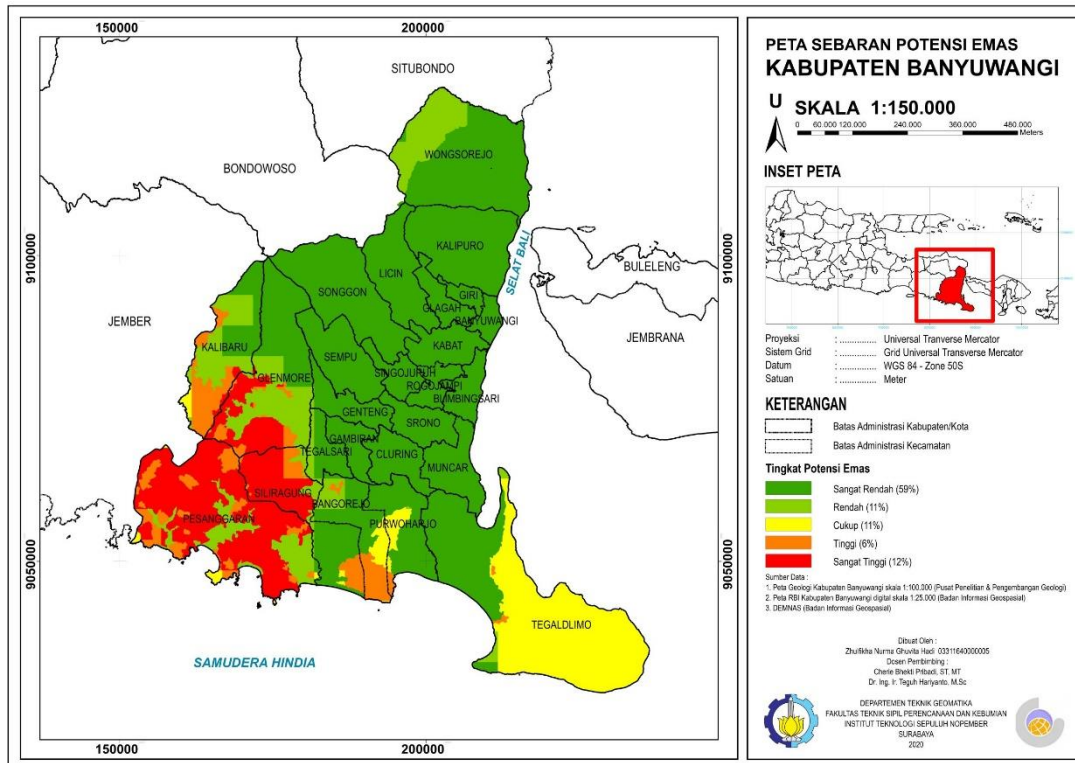 150000
200000
SITUBONDO
BONDOWOSO
WONGSOREJO
KALIPURO
LICIN
SONGGON
GIRI
GLAGAH
BANYUWANGI
SELAT BALI
BULELENG
JEMBRANA
JEMBER
KALIBARU
GLENMORE
SEMPU
KABAT
SINGOJURUH
ROGOJAMPI
BLIMBINGSARI
GENTENG
SRONO
GAMBIRAN
TEGALSARI
CLURING
MUNCAR
SILIRAGUNG
BANGOREJO
PESANGGARAN
PURWOHARJO
TEGALDLIMO
SAMUDERA HINDIA
9100000
9050000
9100000
9050000
150000
200000
PETA SEBARAN POTENSI EMAS
KABUPATEN BANYUWANGI
U
SKALA 1:150.000
0 60.000 120.000 240.000 360.000 480.000
Meters
INSET PETA
Proyeksi : .............. Universal Tranverse Mercator
Sistem Grid : .............. Grid Universal Transverse Mercator
Datum : .............. WGS 84 - Zone 50S
Satuan : .............. Meter
KETERANGAN
Batas Administrasi Kabupaten/Kota
Batas Administrasi Kecamatan
Tingkat Potensi Emas
Sangat Rendah (59%)
Rendah (11%)
Cukup (11%)
Tinggi (6%)
Sangat Tinggi (12%)
Sumber Data :
1. Peta Geologi Kabupaten Banyuwangi skala 1:100.000 (Pusat Penelitian & Pengembangan Geologi)
2. Peta RBI Kabupaten Banyuwangi digital skala 1:25.000 (Badan Informasi Geospasial)
3. DEMNAS (Badan Informasi Geospasial)
Dibuat Oleh :
Zhulfikha Nurma Ghuvita Hadi 03311640000005
Dosen Pembimbing :
Cherie Bhekti Pribadi, ST, MT
Dr. Ing. Ir. Teguh Hariyanto. M.Sc
DEPARTEMEN TEKNIK GEOMATIKA
FAKULTAS TEKNIK SIPIL PERENCANAAN DAN KEBUMIAN
INSTITUT TEKNOLOGI SEPULUH NOPEMBER
SURABAYA
2020